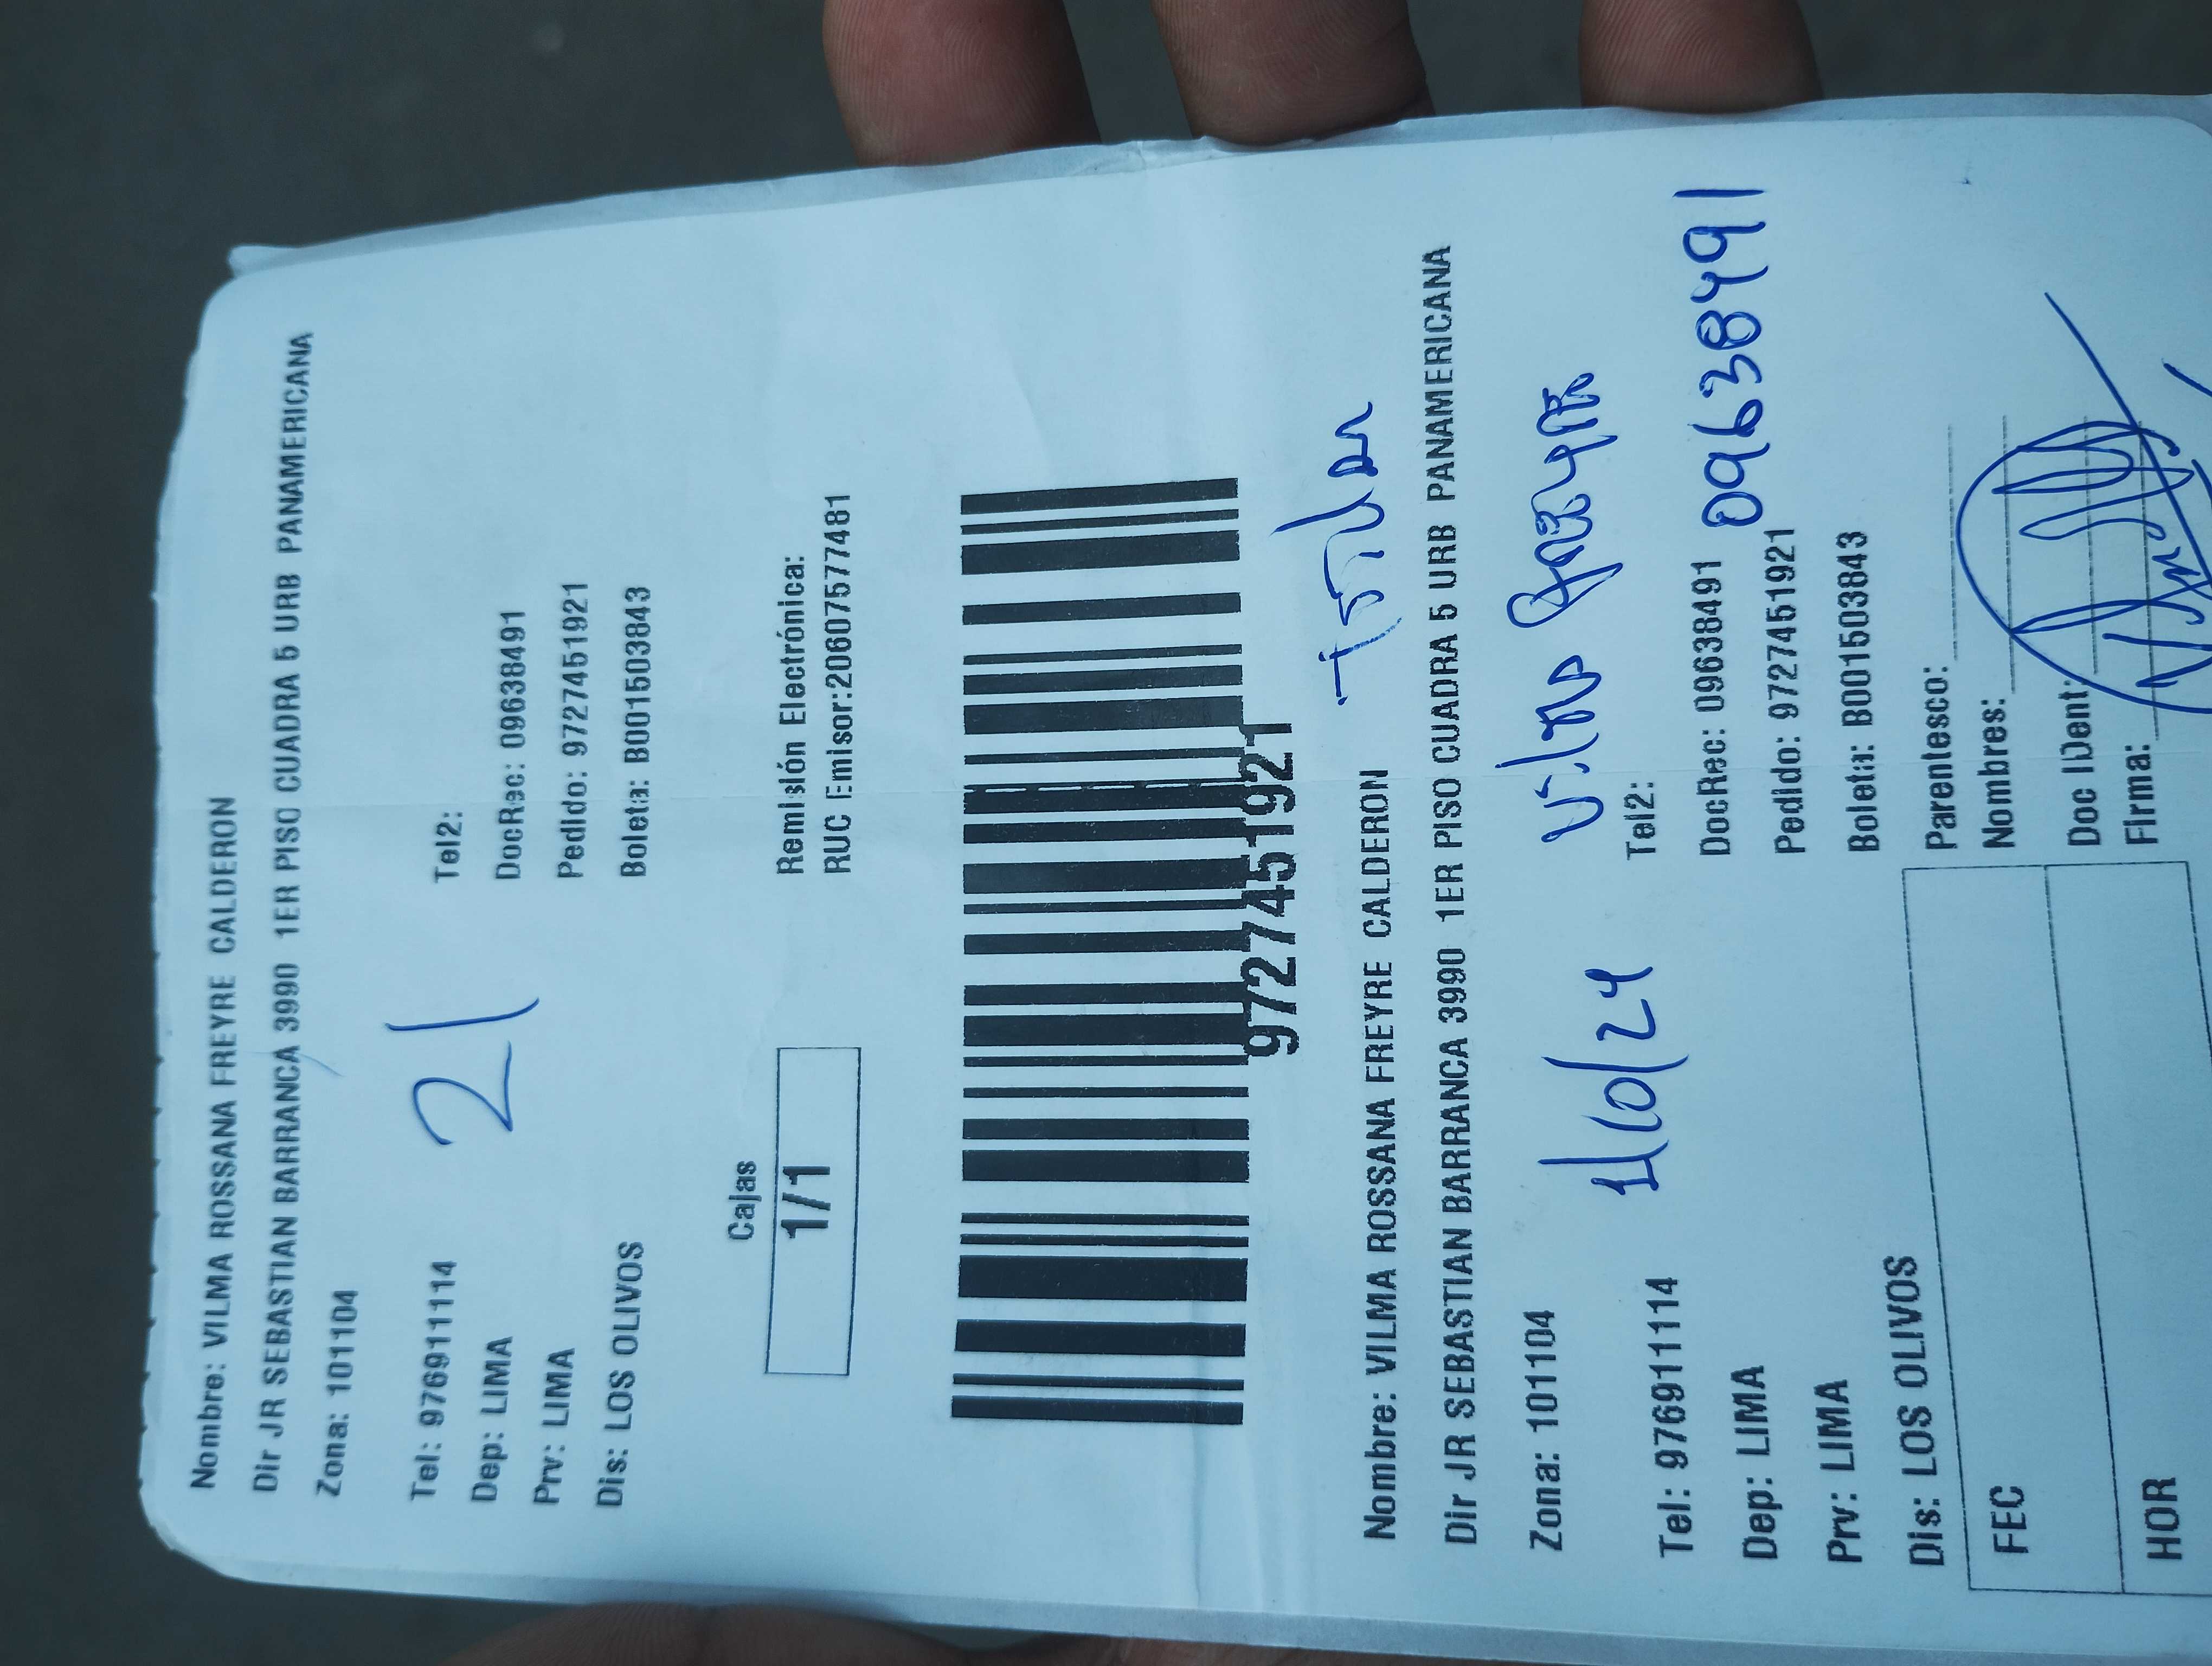 Nombre: VILMA ROSSANA FREYRE CALDERON
Dir JR SEBASTIAN BARRANCA 3990 1ER PISO CUADRA 5 URB PANAMERICANA
Zona: 101104
21
Tel: 976911114 Tel2:
Dep: LIMA DocRec: 09638491
Prv: LIMA Pedido: 9727451921
Dis: LOS OLIVOS Boleta: B001503843
Cajas
1/1
Remisión Electrónica:
RUC Emisor:20607577481
9727451921
Nombre: VILMA ROSSANA FREYRE CALDERON
Dir JR SEBASTIAN BARRANCA 3990 1ER PISO CUADRA 5 URB PANAMERICANA
Zona: 101104
Vilma
Tel: 976911114 Tel2:
Dep: LIMA DocRec: 09638491 09638491
Prv: LIMA Pedido: 9727451921
Dis: LOS OLIVOS Boleta: B001503843
FEC
HOR
Parentesco:
Nombres:
Doc IDent:
Firma: